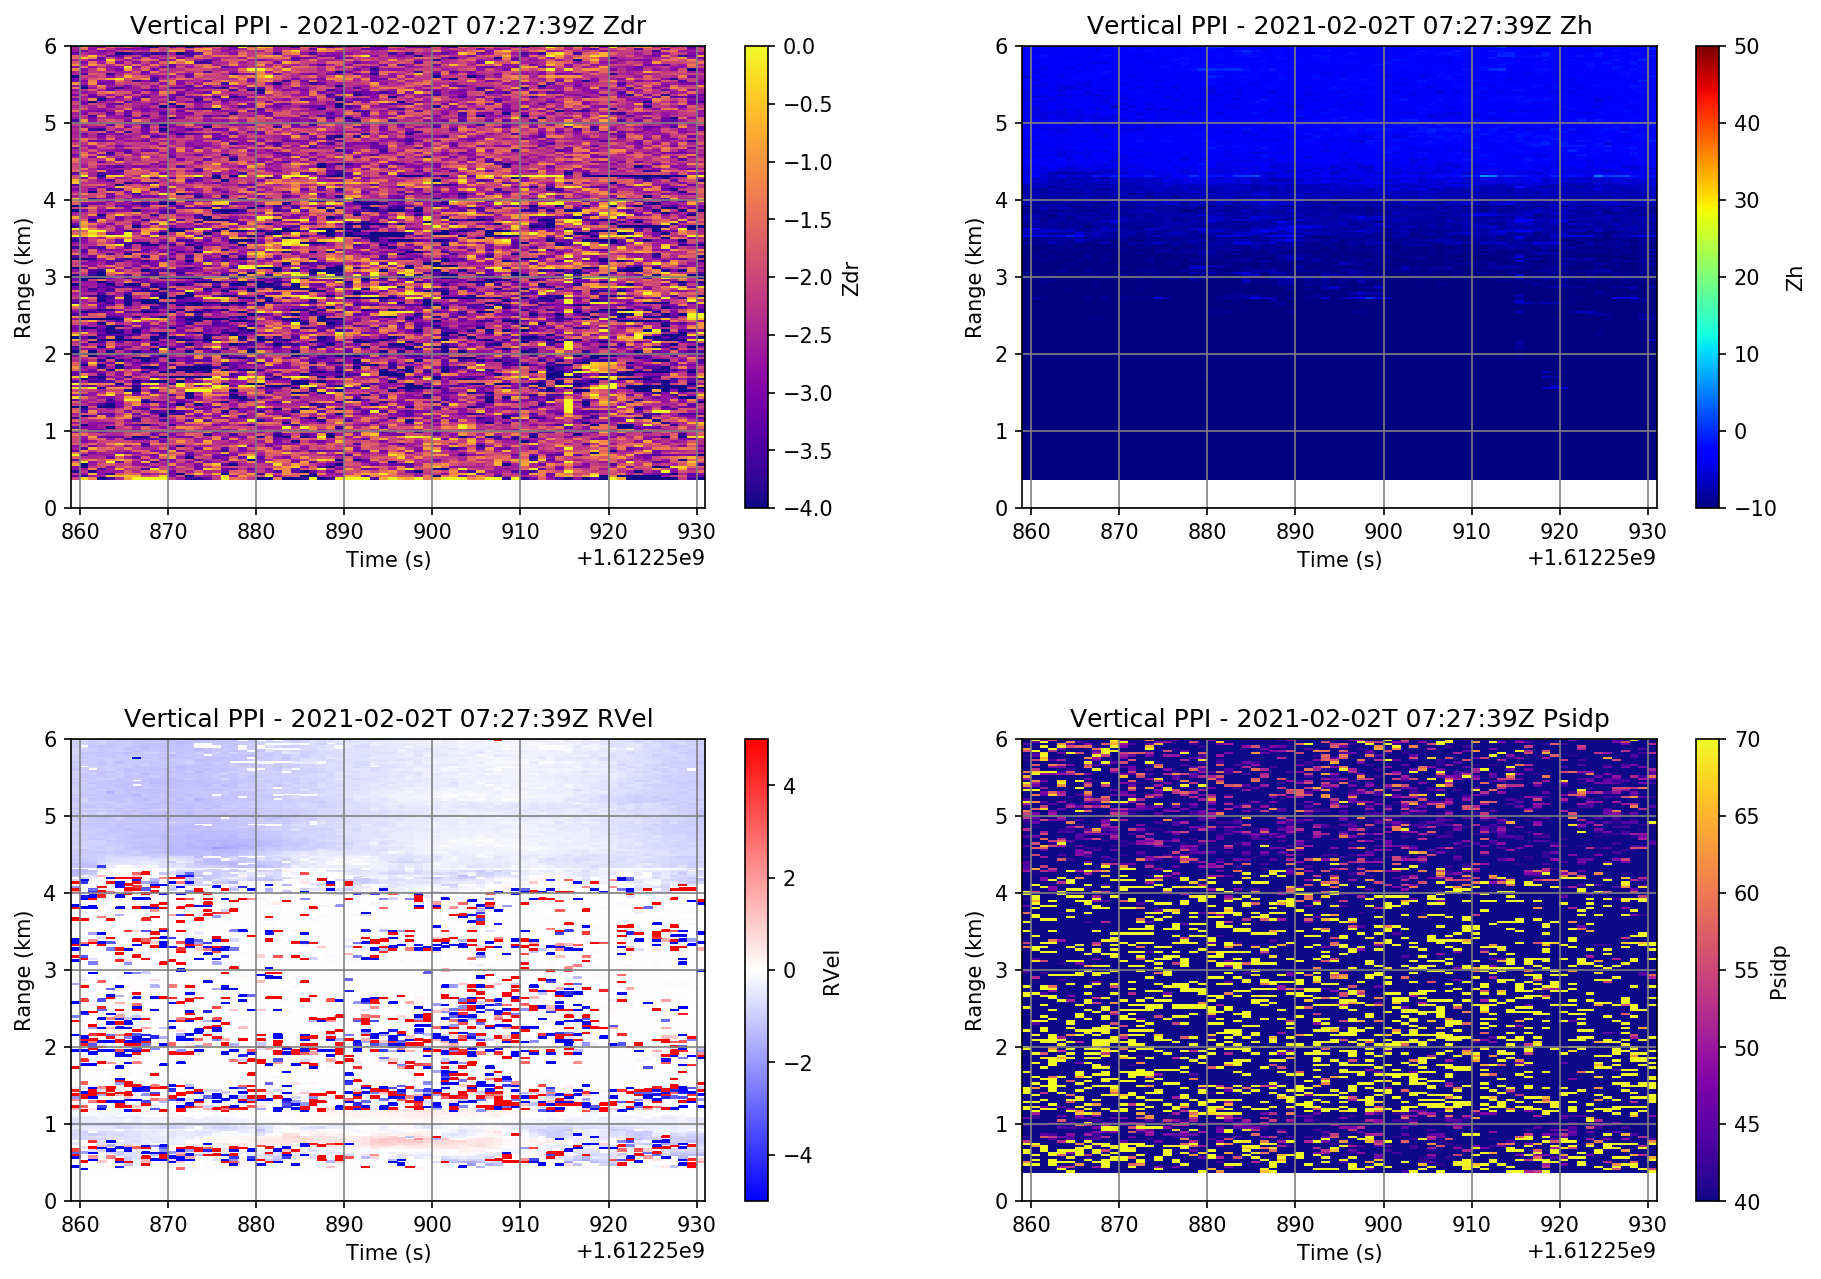 Vertical PPI - 2021-02-02T 07:27:39Z Zdr
6
5
4
3
2
1
0
Range (km)
860 870 880 890 900 910 920 930
Time (s)
+1.61225e9
0.0
−0.5
−1.0
−1.5
−2.0
−2.5
−3.0
−3.5
−4.0
Zdr
Vertical PPI - 2021-02-02T 07:27:39Z Zh
6
5
4
3
2
1
0
Range (km)
860 870 880 890 900 910 920 930
Time (s)
+1.61225e9
50
40
30
20
10
0
−10
Zh
Vertical PPI - 2021-02-02T 07:27:39Z RVel
6
5
4
3
2
1
0
Range (km)
860 870 880 890 900 910 920 930
Time (s)
+1.61225e9
4
2
0
−2
−4
RVel
Vertical PPI - 2021-02-02T 07:27:39Z Psidp
6
5
4
3
2
1
0
Range (km)
860 870 880 890 900 910 920 930
Time (s)
+1.61225e9
70
65
60
55
50
45
40
Psidp